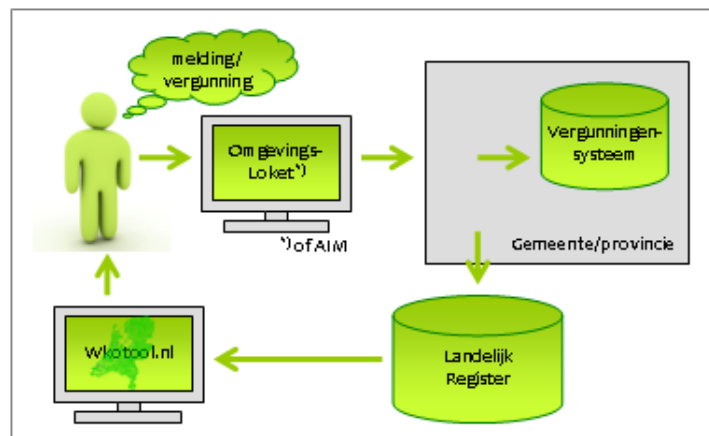 melding/
vergunning
Omgevings-
Loket*)
*) of AIM
Vergunningen-
systeem
Gemeente/provincie
Wkotool.nl
Landelijk
Register